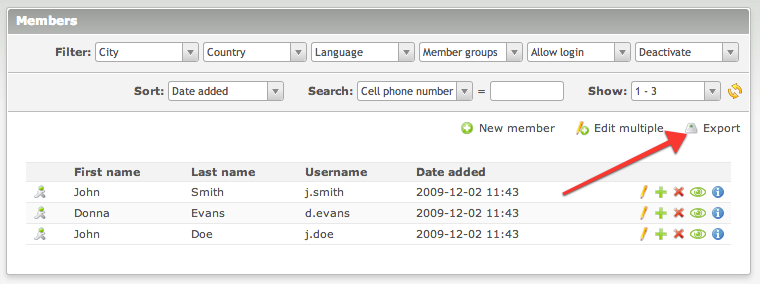 Members
Filter: City Country Language Member groups Allow login Deactivate
Sort: Date added Search: Cell phone number = Show: 1 - 3
New member Edit multiple Export
First name Last name Username Date added
John Smith j.smith 2009-12-02 11:43
Donna Evans d.evans 2009-12-02 11:43
John Doe j.doe 2009-12-02 11:43